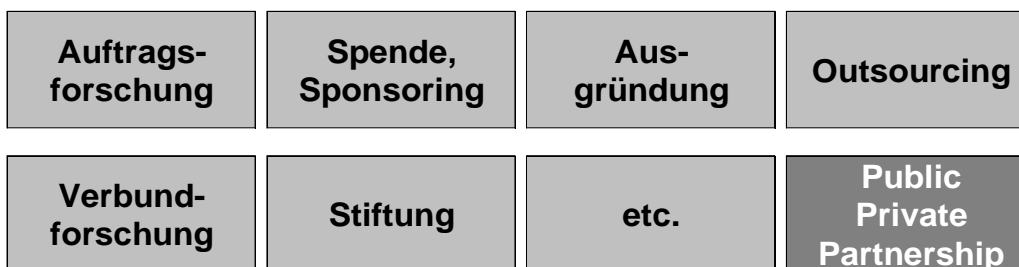 Auftrags-
forschung
Spende,
Sponsoring
Aus-
gründung
Outsourcing
Verbund-
forschung
Stiftung
etc.
Public
Private
Partnership